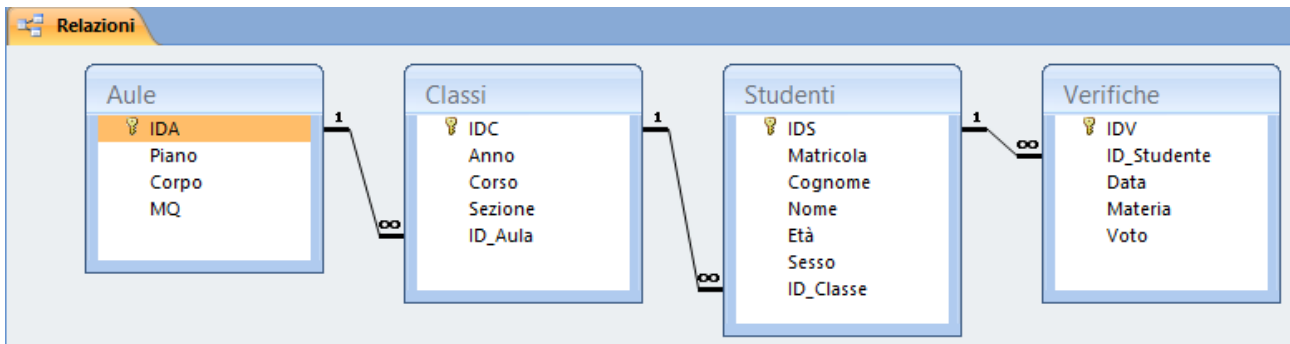 Relazioni
Aule
IDA
Piano
Corpo
MQ
1
∞
Classi
IDC
Anno
Corso
Sezione
ID_Aula
1
∞
Studenti
IDS
Matricola
Cognome
Nome
Età
Sesso
ID_Classe
1
∞
Verifiche
IDV
ID_Studente
Data
Materia
Voto